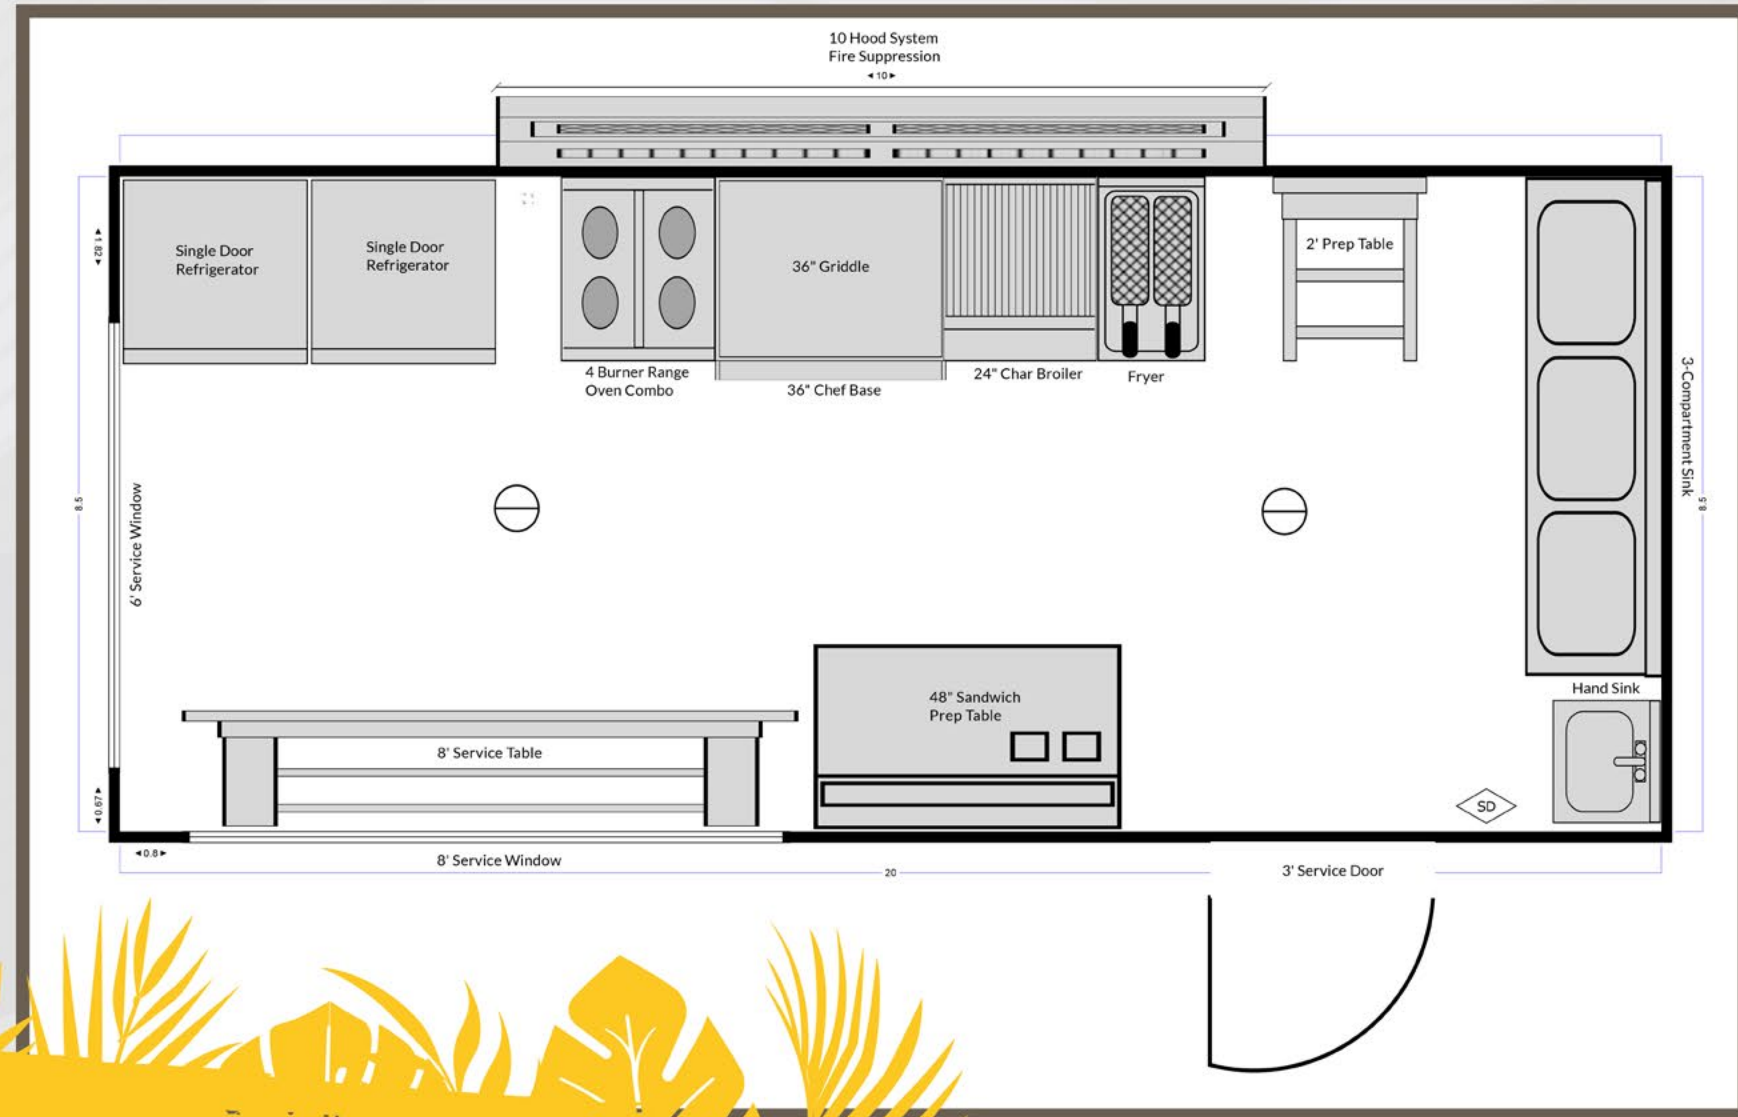 10 Hood System
Fire Suppression
10
Single Door
Refrigerator
Single Door
Refrigerator
36" Griddle
2' Prep Table
1.82
4 Burner Range
Oven Combo
36" Chef Base
24" Char Broiler
Fryer
3-Compartment Sink
8.5
8.5
6' Service Window
Hand Sink
48" Sandwich
Prep Table
8' Service Table
0.67
SD
0.8
8' Service Window
20
3' Service Door